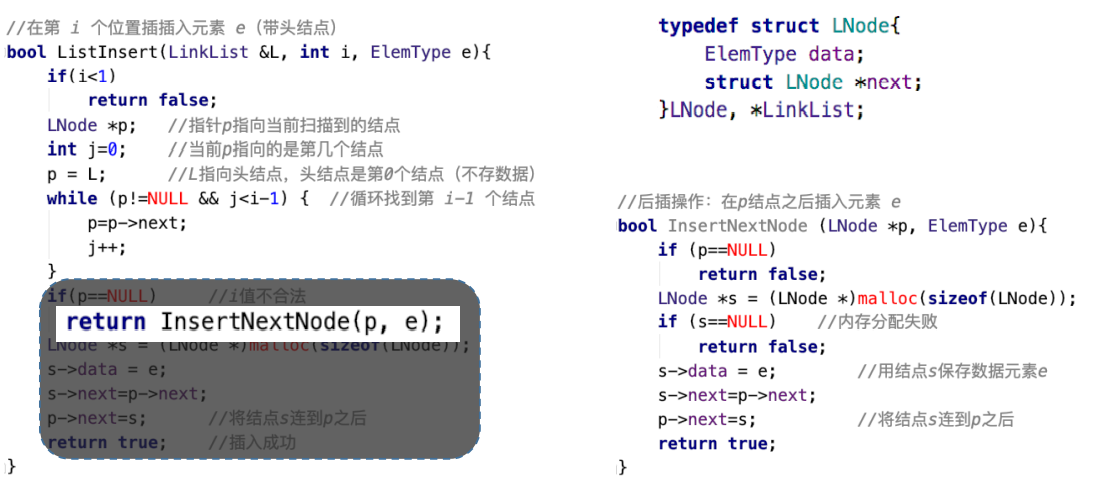 //在第 i 个位置插插入元素 e（带头结点）
bool ListInsert(LinkList &L, int i, ElemType e){
if(i<1)
return false;
LNode *p; //指针p指向当前扫描到的结点
int j=0; //当前p指向的是第几个结点
p = L; //L指向头结点，头结点是第0个结点（不存数据）
while (p!=NULL && j<i-1) { //循环找到第 i-1 个结点
p=p->next;
j++;
}
if(p==NULL) //i值不合法
return InsertNextNode(p, e);
LNode *s = (LNode *)malloc(sizeof(LNode));
s->data = e;
s->next=p->next;
p->next=s; //将结点s连到p之后
return true; //插入成功
}
typedef struct LNode{
ElemType data;
struct LNode *next;
}LNode, *LinkList;
//后插操作：在p结点之后插入元素 e
bool InsertNextNode (LNode *p, ElemType e){
if (p==NULL)
return false;
LNode *s = (LNode *)malloc(sizeof(LNode));
if (s==NULL) //内存分配失败
return false;
s->data = e; //用结点s保存数据元素e
s->next=p->next;
p->next=s; //将结点s连到p之后
return true;
}